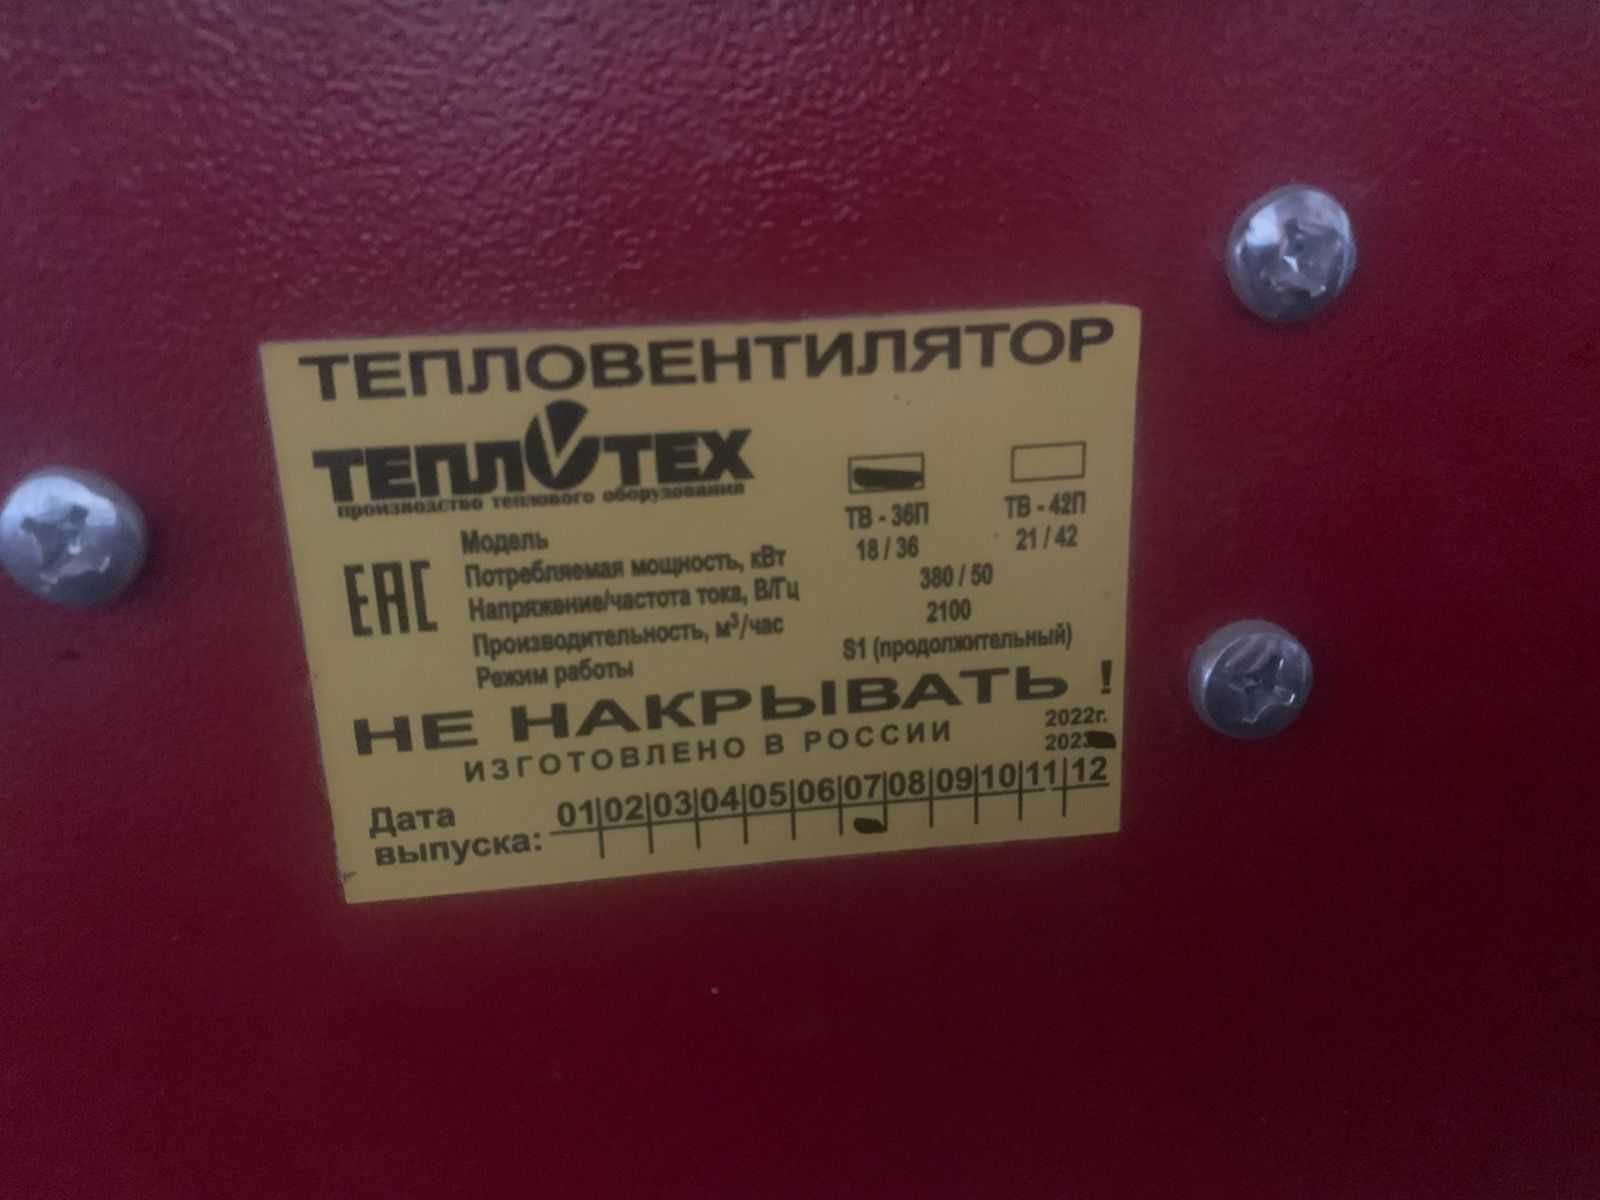 ТЕПЛОВЕНТИЛЯТОР
ТЕПЛОТЕХ
производство теплового оборудования
Модель ТВ - 36П ТВ - 42П
Потребляемая мощность, кВт 18 / 36 21 / 42
Напряжение/частота тока, В/Гц 380 / 50
Производительность, м³/час 2100
Режим работы S1 (продолжительный)
ЕАС
НЕ НАКРЫВАТЬ !
ИЗГОТОВЛЕНО В РОССИИ
2022г.
2023
Дата выпуска: 01|02|03|04|05|06|07|08|09|10|11|12